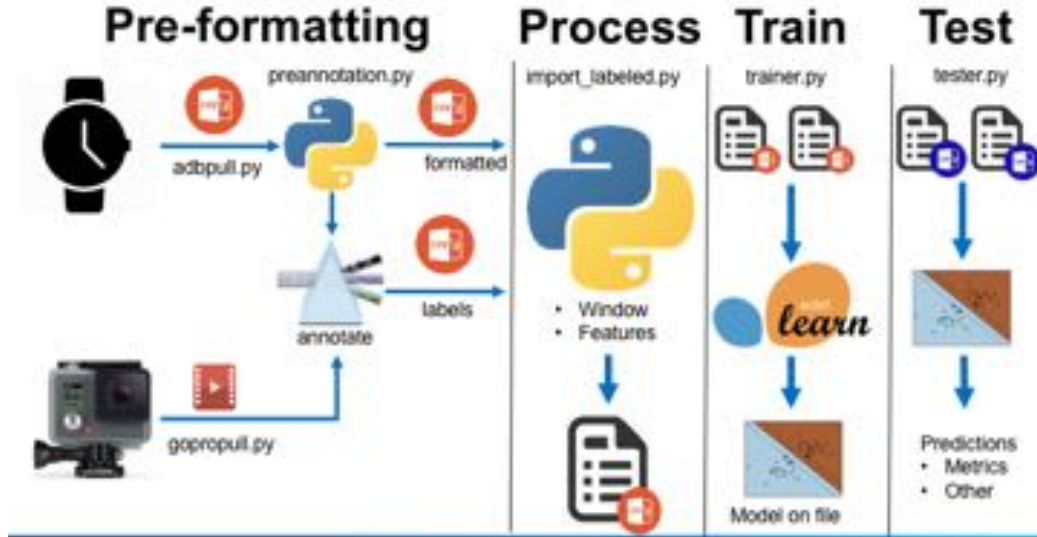 Pre-formatting
Process
Train
Test
preannotation.py
import_labeled.py
trainer.py
tester.py
adbpull.py
formatted
labels
annotate
gopropull.py
• Window
• Features
learn
Model on file
Predictions
• Metrics
• Other